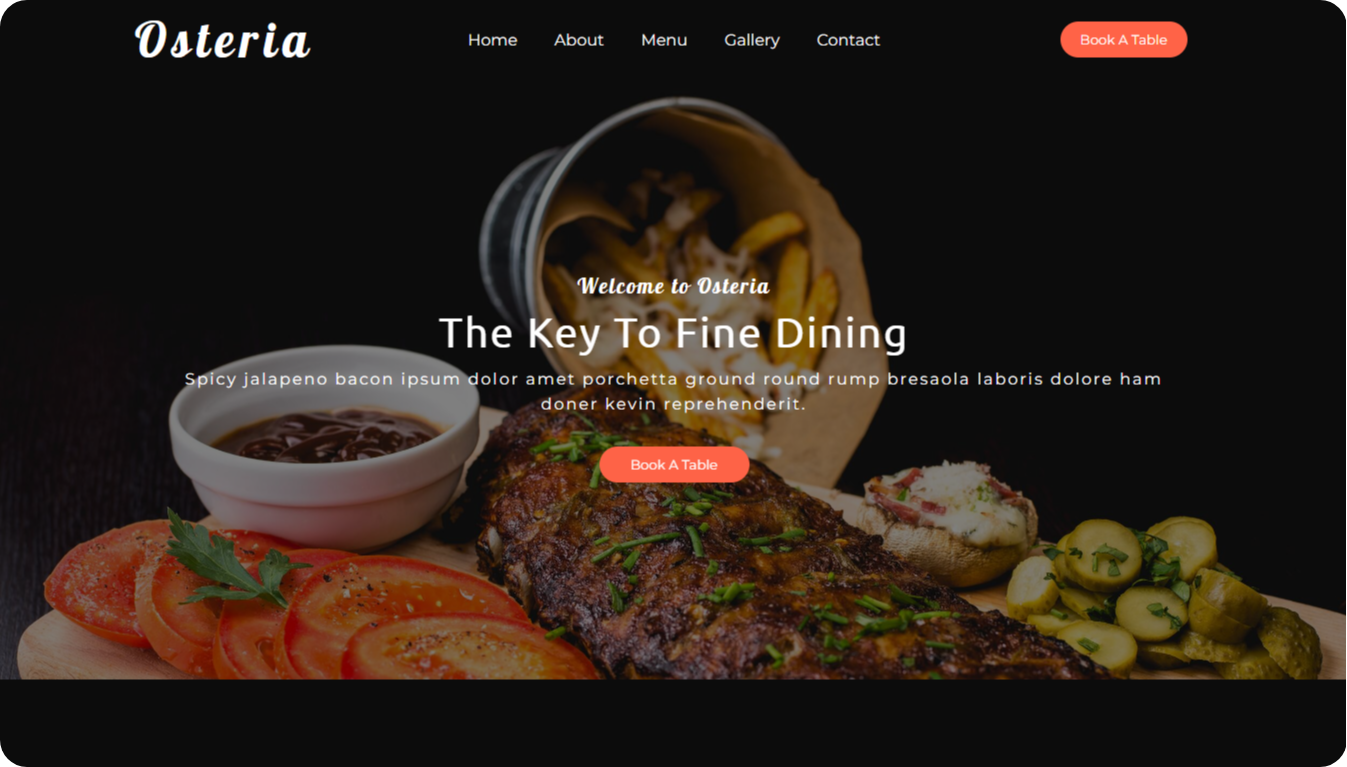 Osteria
Home About Menu Gallery Contact
Book A Table
Welcome to Osteria
The Key To Fine Dining
Spicy jalapeno bacon ipsum dolor amet porchetta ground round rump bresaola laboris dolore ham
doner kevin reprehenderit.
Book A Table